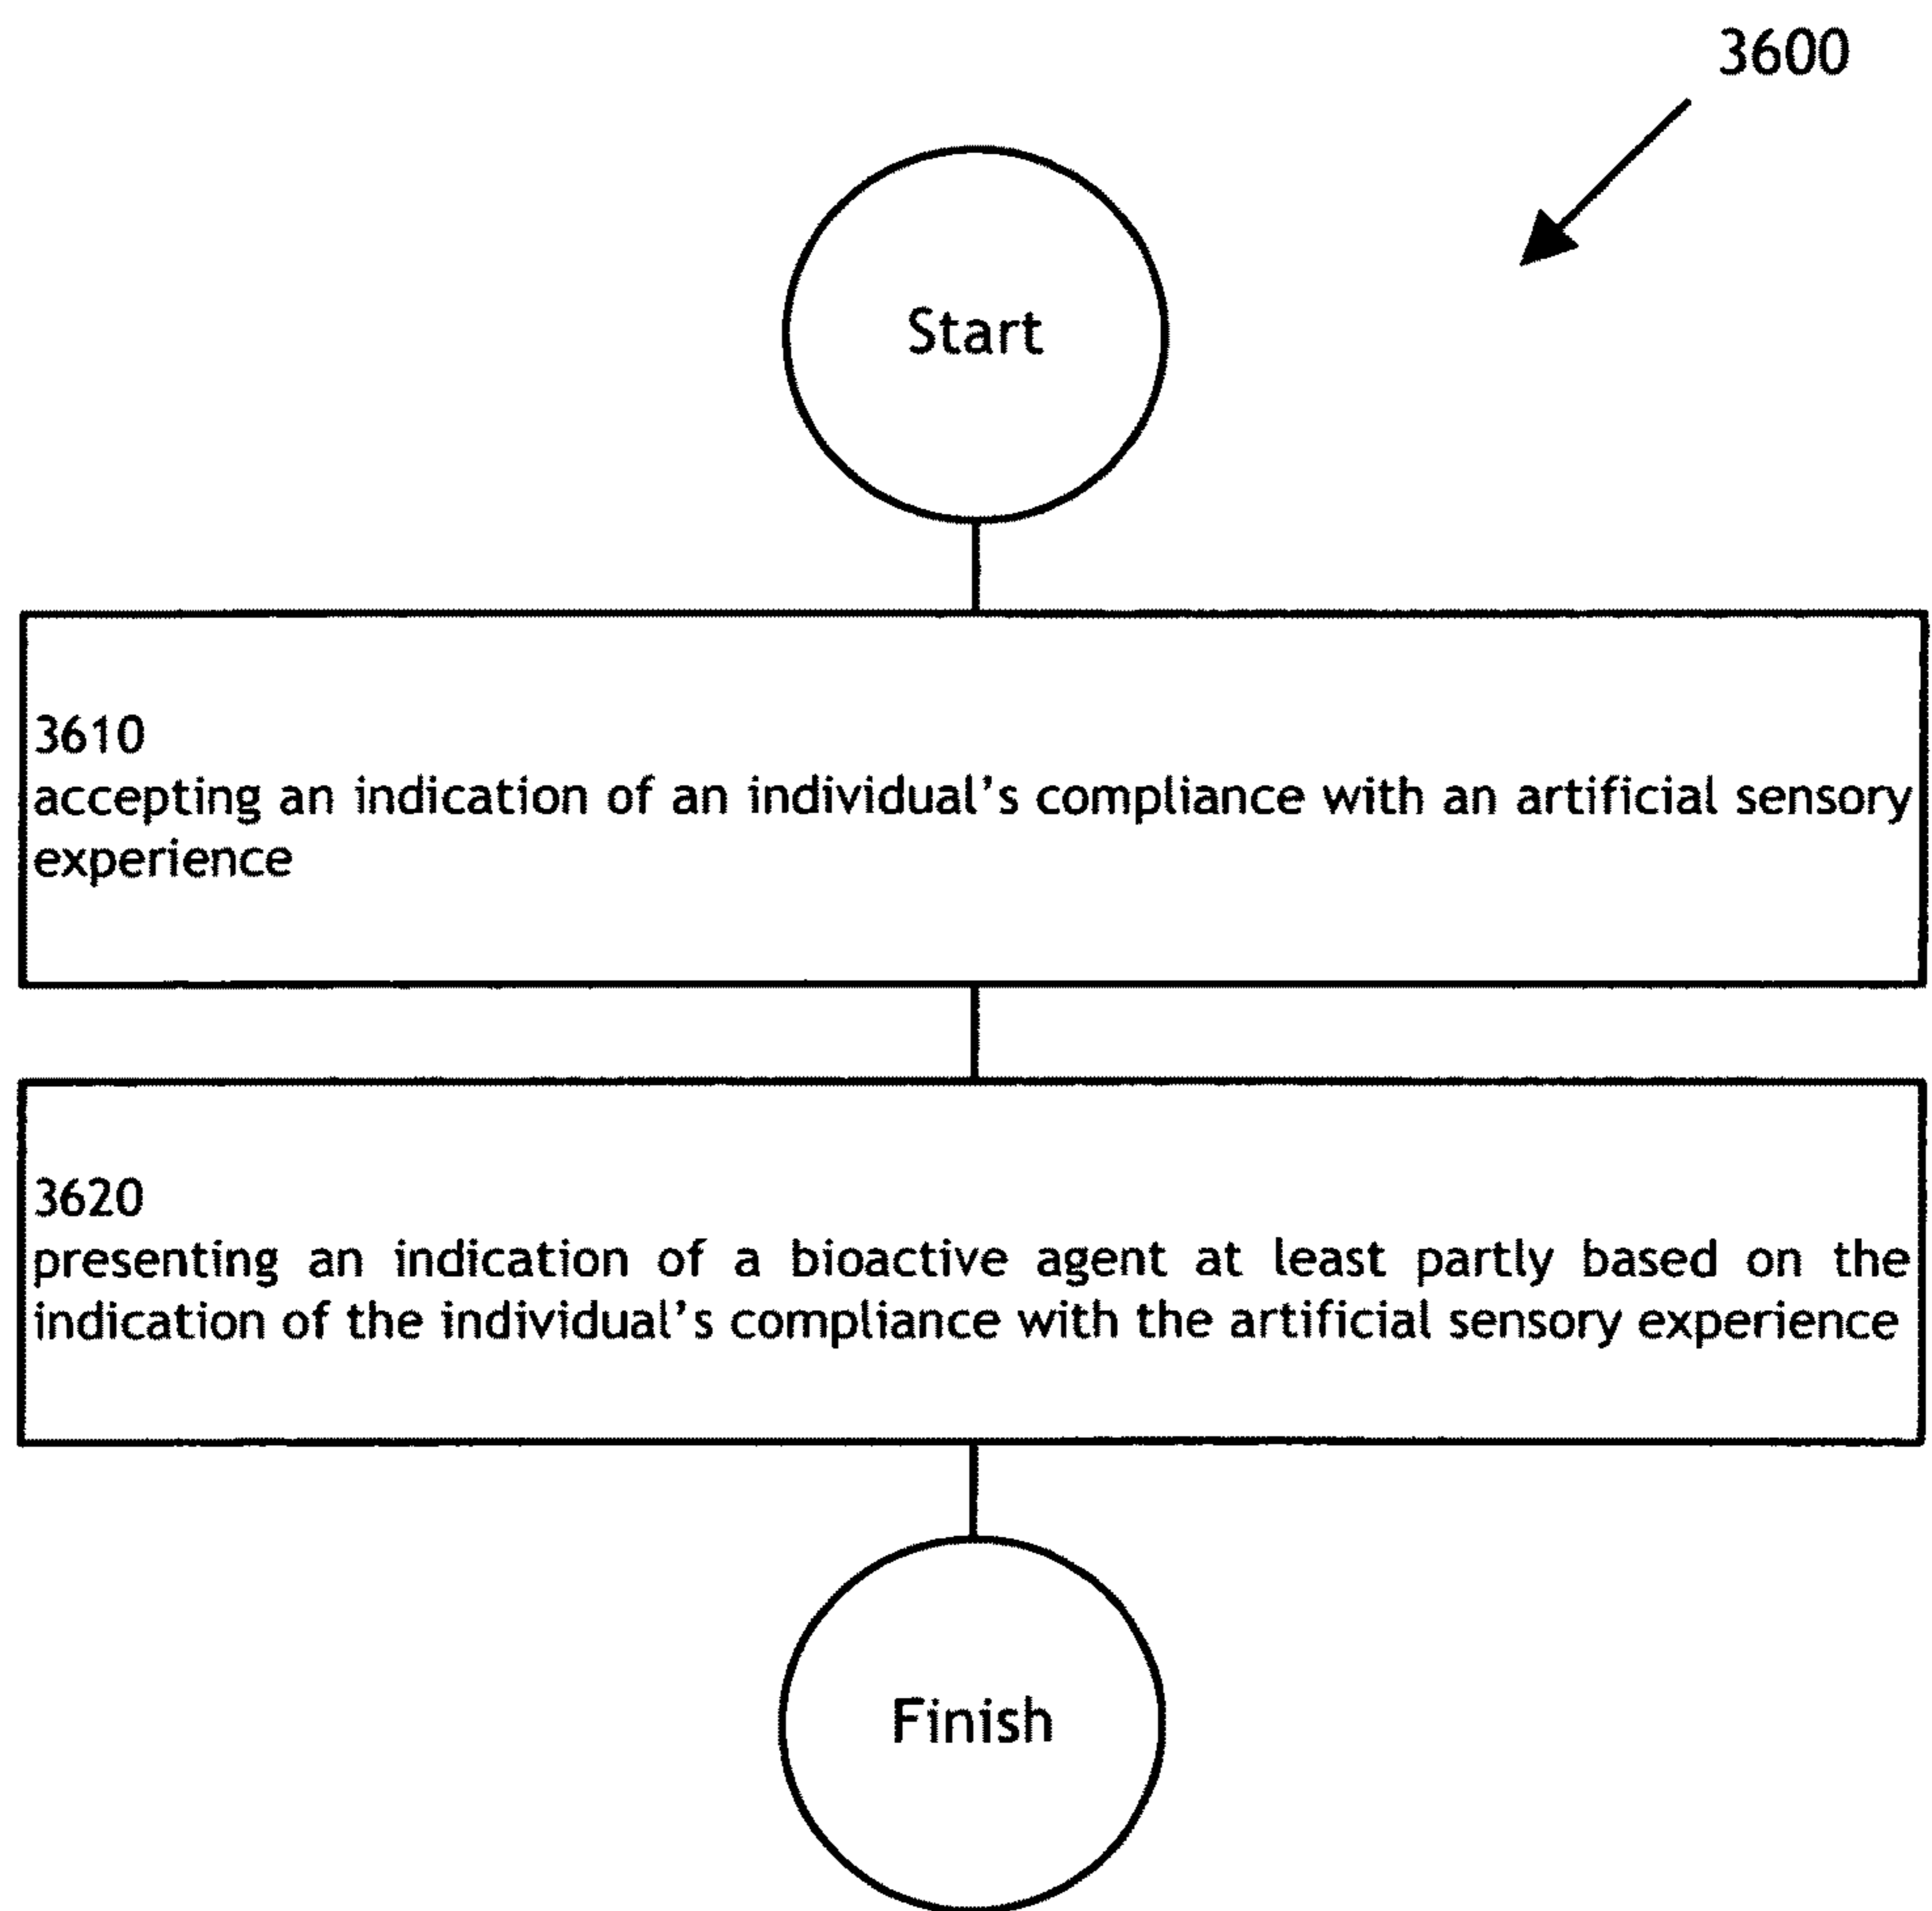 3600
Start
3610
accepting an indication of an individual's compliance with an artificial sensory
experience
3620
presenting an indication of a bioactive agent at least partly based on the
indication of the individual's compliance with the artificial sensory experience
Finish